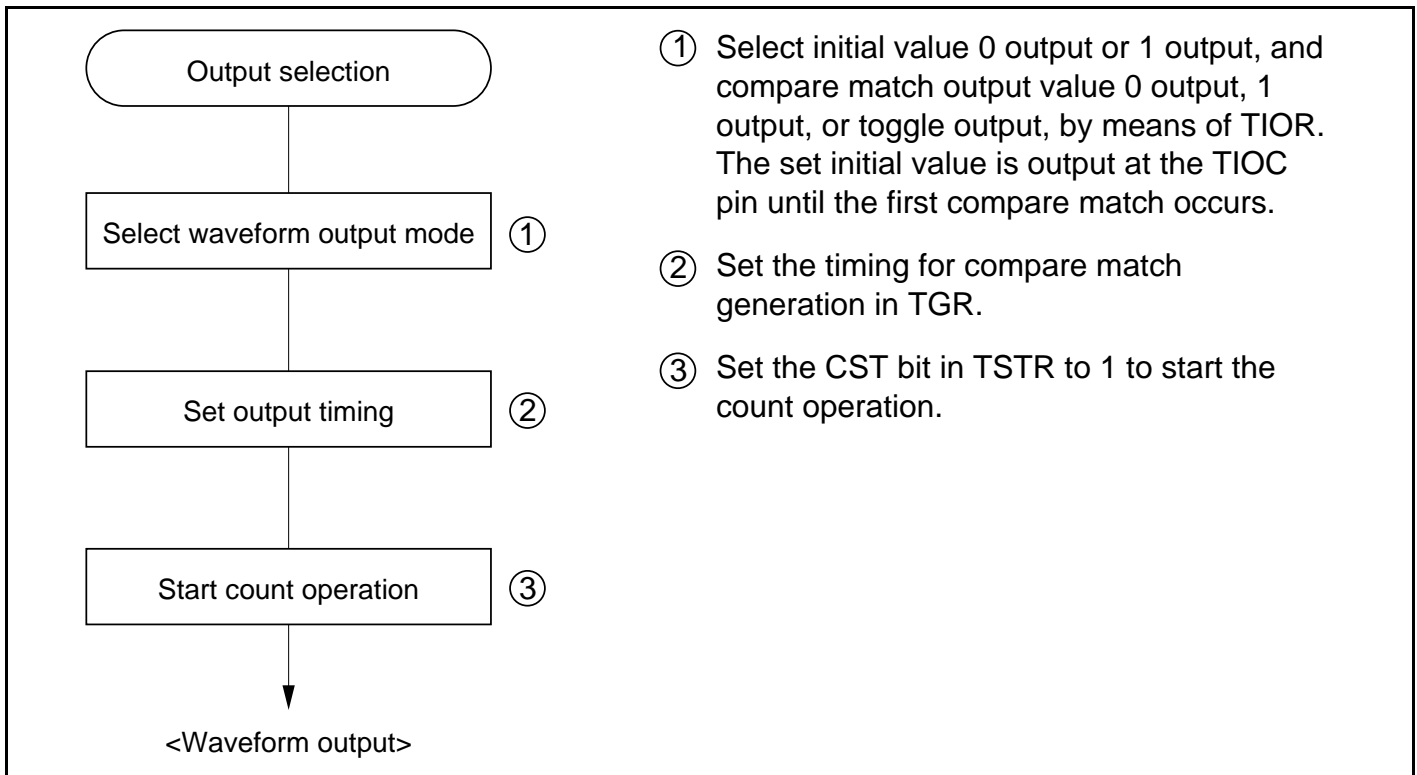 Output selection
Select waveform output mode
①
Set output timing
②
Start count operation
③
<Waveform output>
① Select initial value 0 output or 1 output, and
compare match output value 0 output, 1
output, or toggle output, by means of TIOR.
The set initial value is output at the TIOC
pin until the first compare match occurs.
② Set the timing for compare match
generation in TGR.
③ Set the CST bit in TSTR to 1 to start the
count operation.